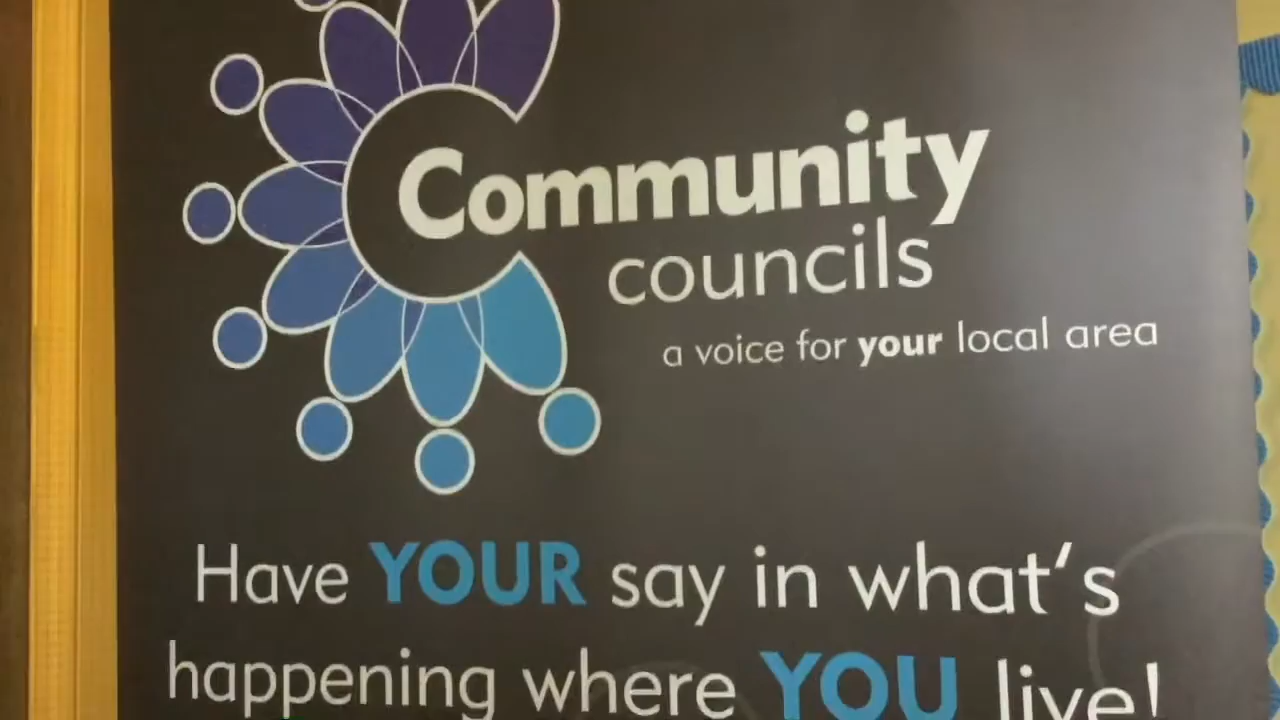 Community
councils
a voice for your local area
Have YOUR say in what's
happening where YOU live!